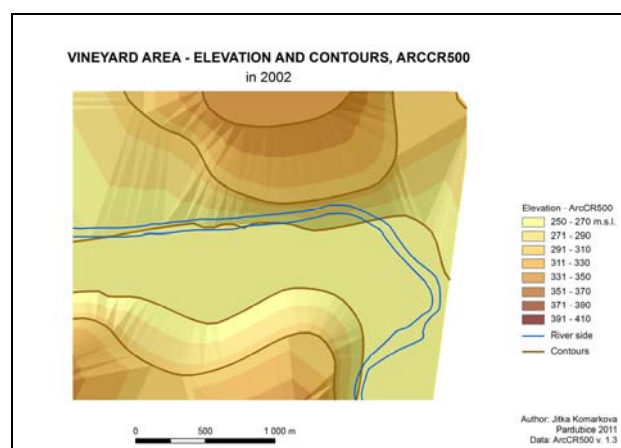 VINEYARD AREA - ELEVATION AND CONTOURS, ARCCR500
in 2002
Elevation - ArcCR500
250 - 270 m.s.l.
271 - 290
291 - 310
311 - 330
331 - 350
351 - 370
371 - 390
391 - 410
River side
Contours
0 500 1 000 m
Author: Jitka Komarkova
Pardubice 2011
Data: ArcCR500 v. 1.3